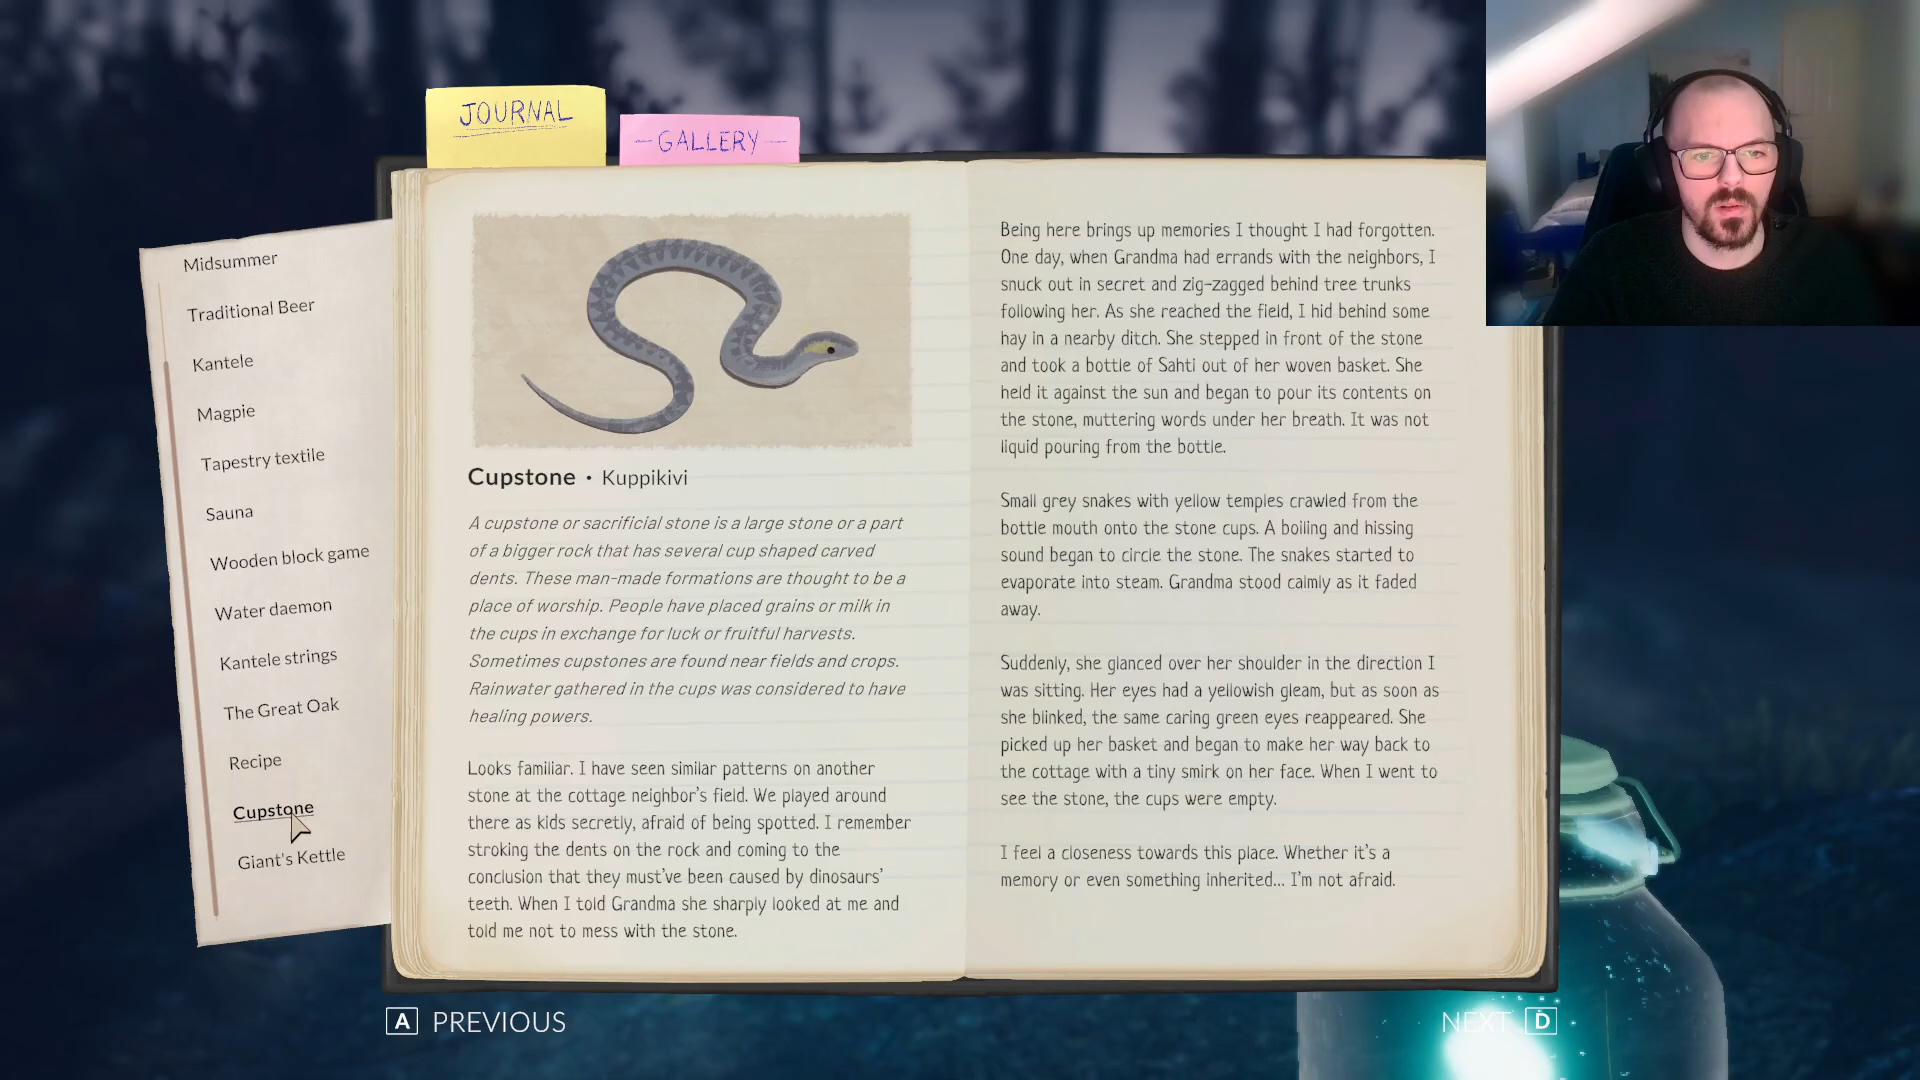 JOURNAL
-GALLERY-
Midsummer
Traditional Beer
Kantele
Magpie
Tapestry textile
Sauna
Wooden block game
Water daemon
Kantele strings
The Great Oak
Recipe
Cupstone
Giant's Kettle
Cupstone · Kuppikivi
A cupstone or sacrificial stone is a large stone or a part
of a bigger rock that has several cup shaped carved
dents. These man-made formations are thought to be a
place of worship. People have placed grains or milk in
the cups in exchange for luck or fruitful harvests.
Sometimes cupstones are found near fields and crops.
Rainwater gathered in the cups was considered to have
healing powers.
Looks familiar. I have seen similar patterns on another
stone at the cottage neighbor's field. We played around
there as kids secretly, afraid of being spotted. I remember
stroking the dents on the rock and coming to the
conclusion that they must've been caused by dinosaurs'
teeth. When I told Grandma she sharply looked at me and
told me not to mess with the stone.
Being here brings up memories I thought I had forgotten.
One day, when Grandma had errands with the neighbors, I
snuck out in secret and zig-zagged behind tree trunks
following her. As she reached the field, I hid behind some
hay in a nearby ditch. She stepped in front of the stone
and took a bottle of Sahti out of her woven basket. She
held it against the sun and began to pour its contents on
the stone, muttering words under her breath. It was not
liquid pouring from the bottle.
Small grey snakes with yellow temples crawled from the
bottle mouth onto the stone cups. A boiling and hissing
sound began to circle the stone. The snakes started to
evaporate into steam. Grandma stood calmly as it faded
away.
Suddenly, she glanced over her shoulder in the direction I
was sitting. Her eyes had a yellowish gleam, but as soon as
she blinked, the same caring green eyes reappeared. She
picked up her basket and began to make her way back to
the cottage with a tiny smirk on her face. When I went to
see the stone, the cups were empty.
I feel a closeness towards this place. Whether it's a
memory or even something inherited... I'm not afraid.
A PREVIOUS
NEXT D